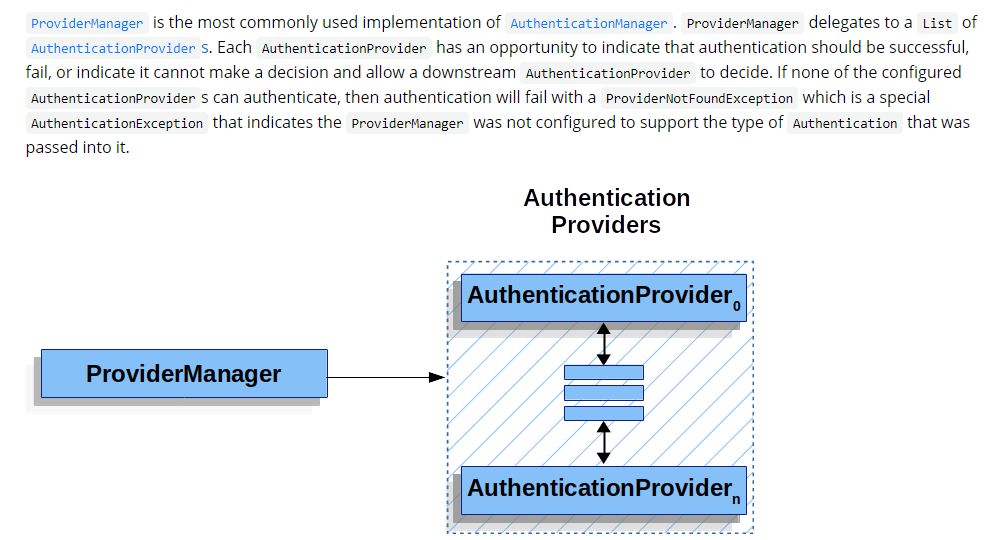 ProviderManager is the most commonly used implementation of AuthenticationManager . ProviderManager delegates to a List of
AuthenticationProvider s. Each AuthenticationProvider has an opportunity to indicate that authentication should be successful,
fail, or indicate it cannot make a decision and allow a downstream AuthenticationProvider to decide. If none of the configured
AuthenticationProvider s can authenticate, then authentication will fail with a ProviderNotFoundException which is a special
AuthenticationException that indicates the ProviderManager was not configured to support the type of Authentication that was
passed into it.
Authentication
Providers
AuthenticationProvider0
ProviderManager
AuthenticationProvidern